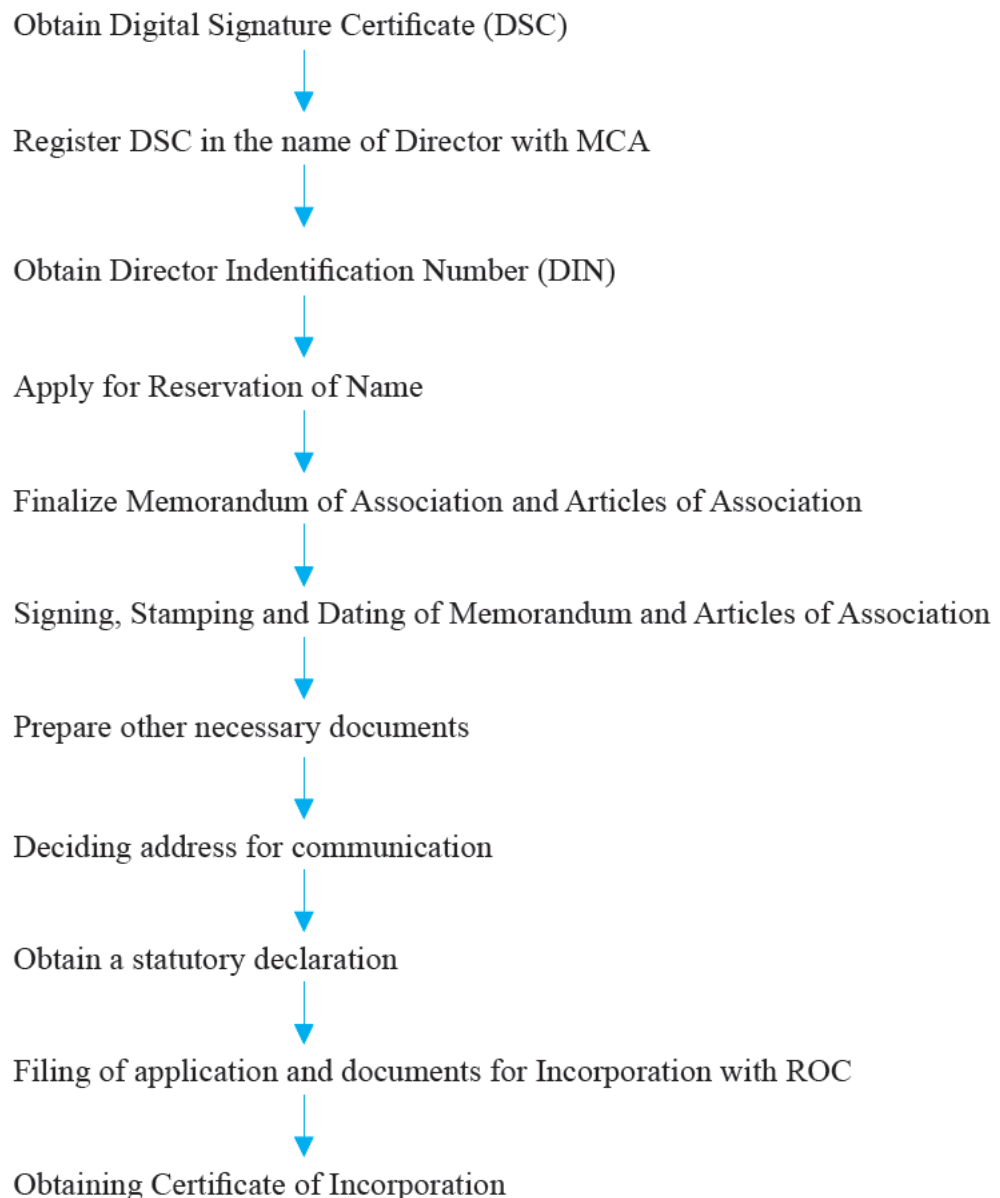 Obtain Digital Signature Certificate (DSC)
Register DSC in the name of Director with MCA
Obtain Director Indentification Number (DIN)
Apply for Reservation of Name
Finalize Memorandum of Association and Articles of Association
Signing, Stamping and Dating of Memorandum and Articles of Association
Prepare other necessary documents
Deciding address for communication
Obtain a statutory declaration
Filing of application and documents for Incorporation with ROC
Obtaining Certificate of Incorporation